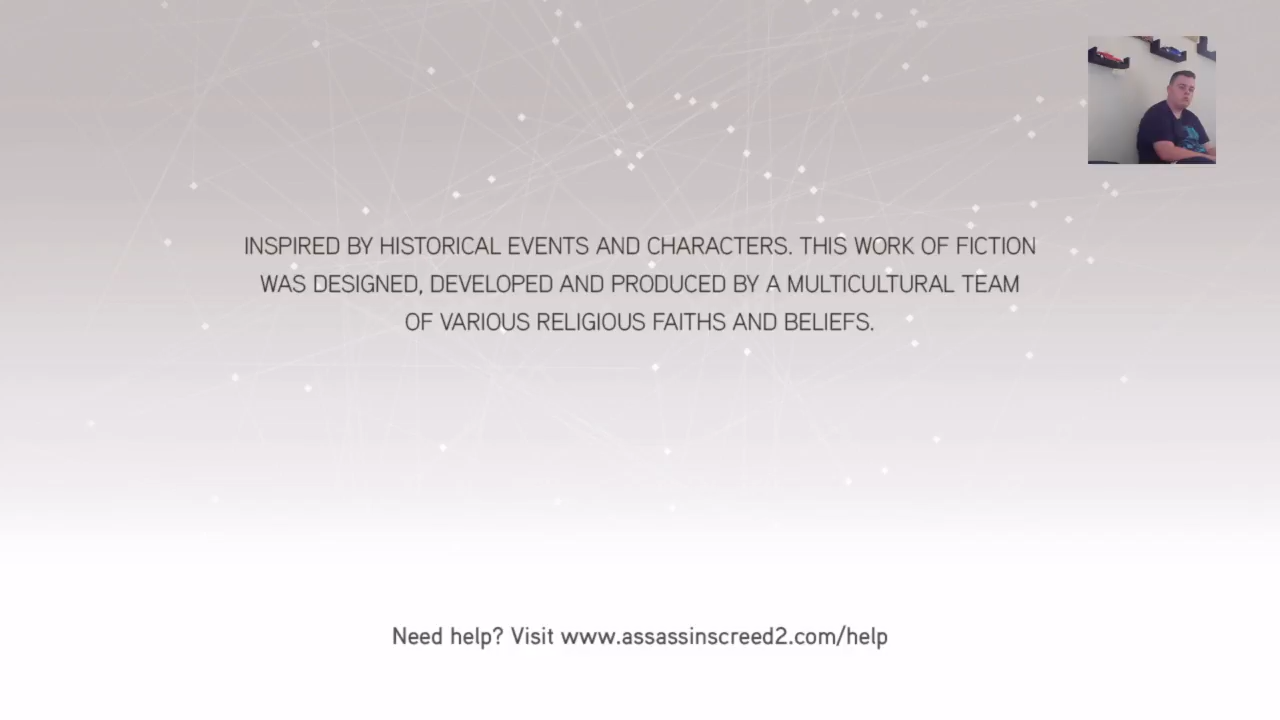 INSPIRED BY HISTORICAL EVENTS AND CHARACTERS. THIS WORK OF FICTION
WAS DESIGNED, DEVELOPED AND PRODUCED BY A MULTICULTURAL TEAM
OF VARIOUS RELIGIOUS FAITHS AND BELIEFS.
Need help? Visit www.assassinscreed2.com/help